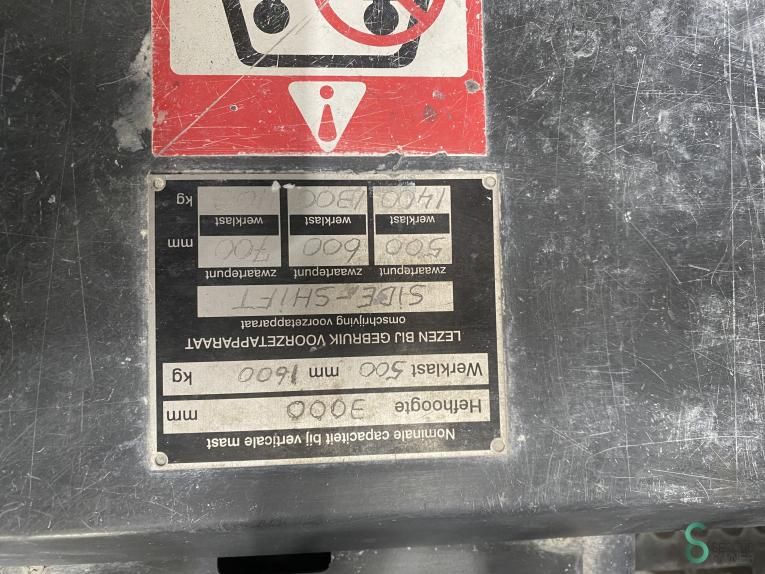 Nominale capaciteit bij verticale mast
Hefhoogte 3000 mm
Werklast 500 mm 1600 kg
LEZEN BIJ GEBRUIK VOORZETAPPARAAT
omschrijving voorzetapparaat
SIDE-SHIFT
zwaartepunt zwaartepunt zwaartepunt
500 600 700 mm
werklast werklast werklast
1400 1300 kg